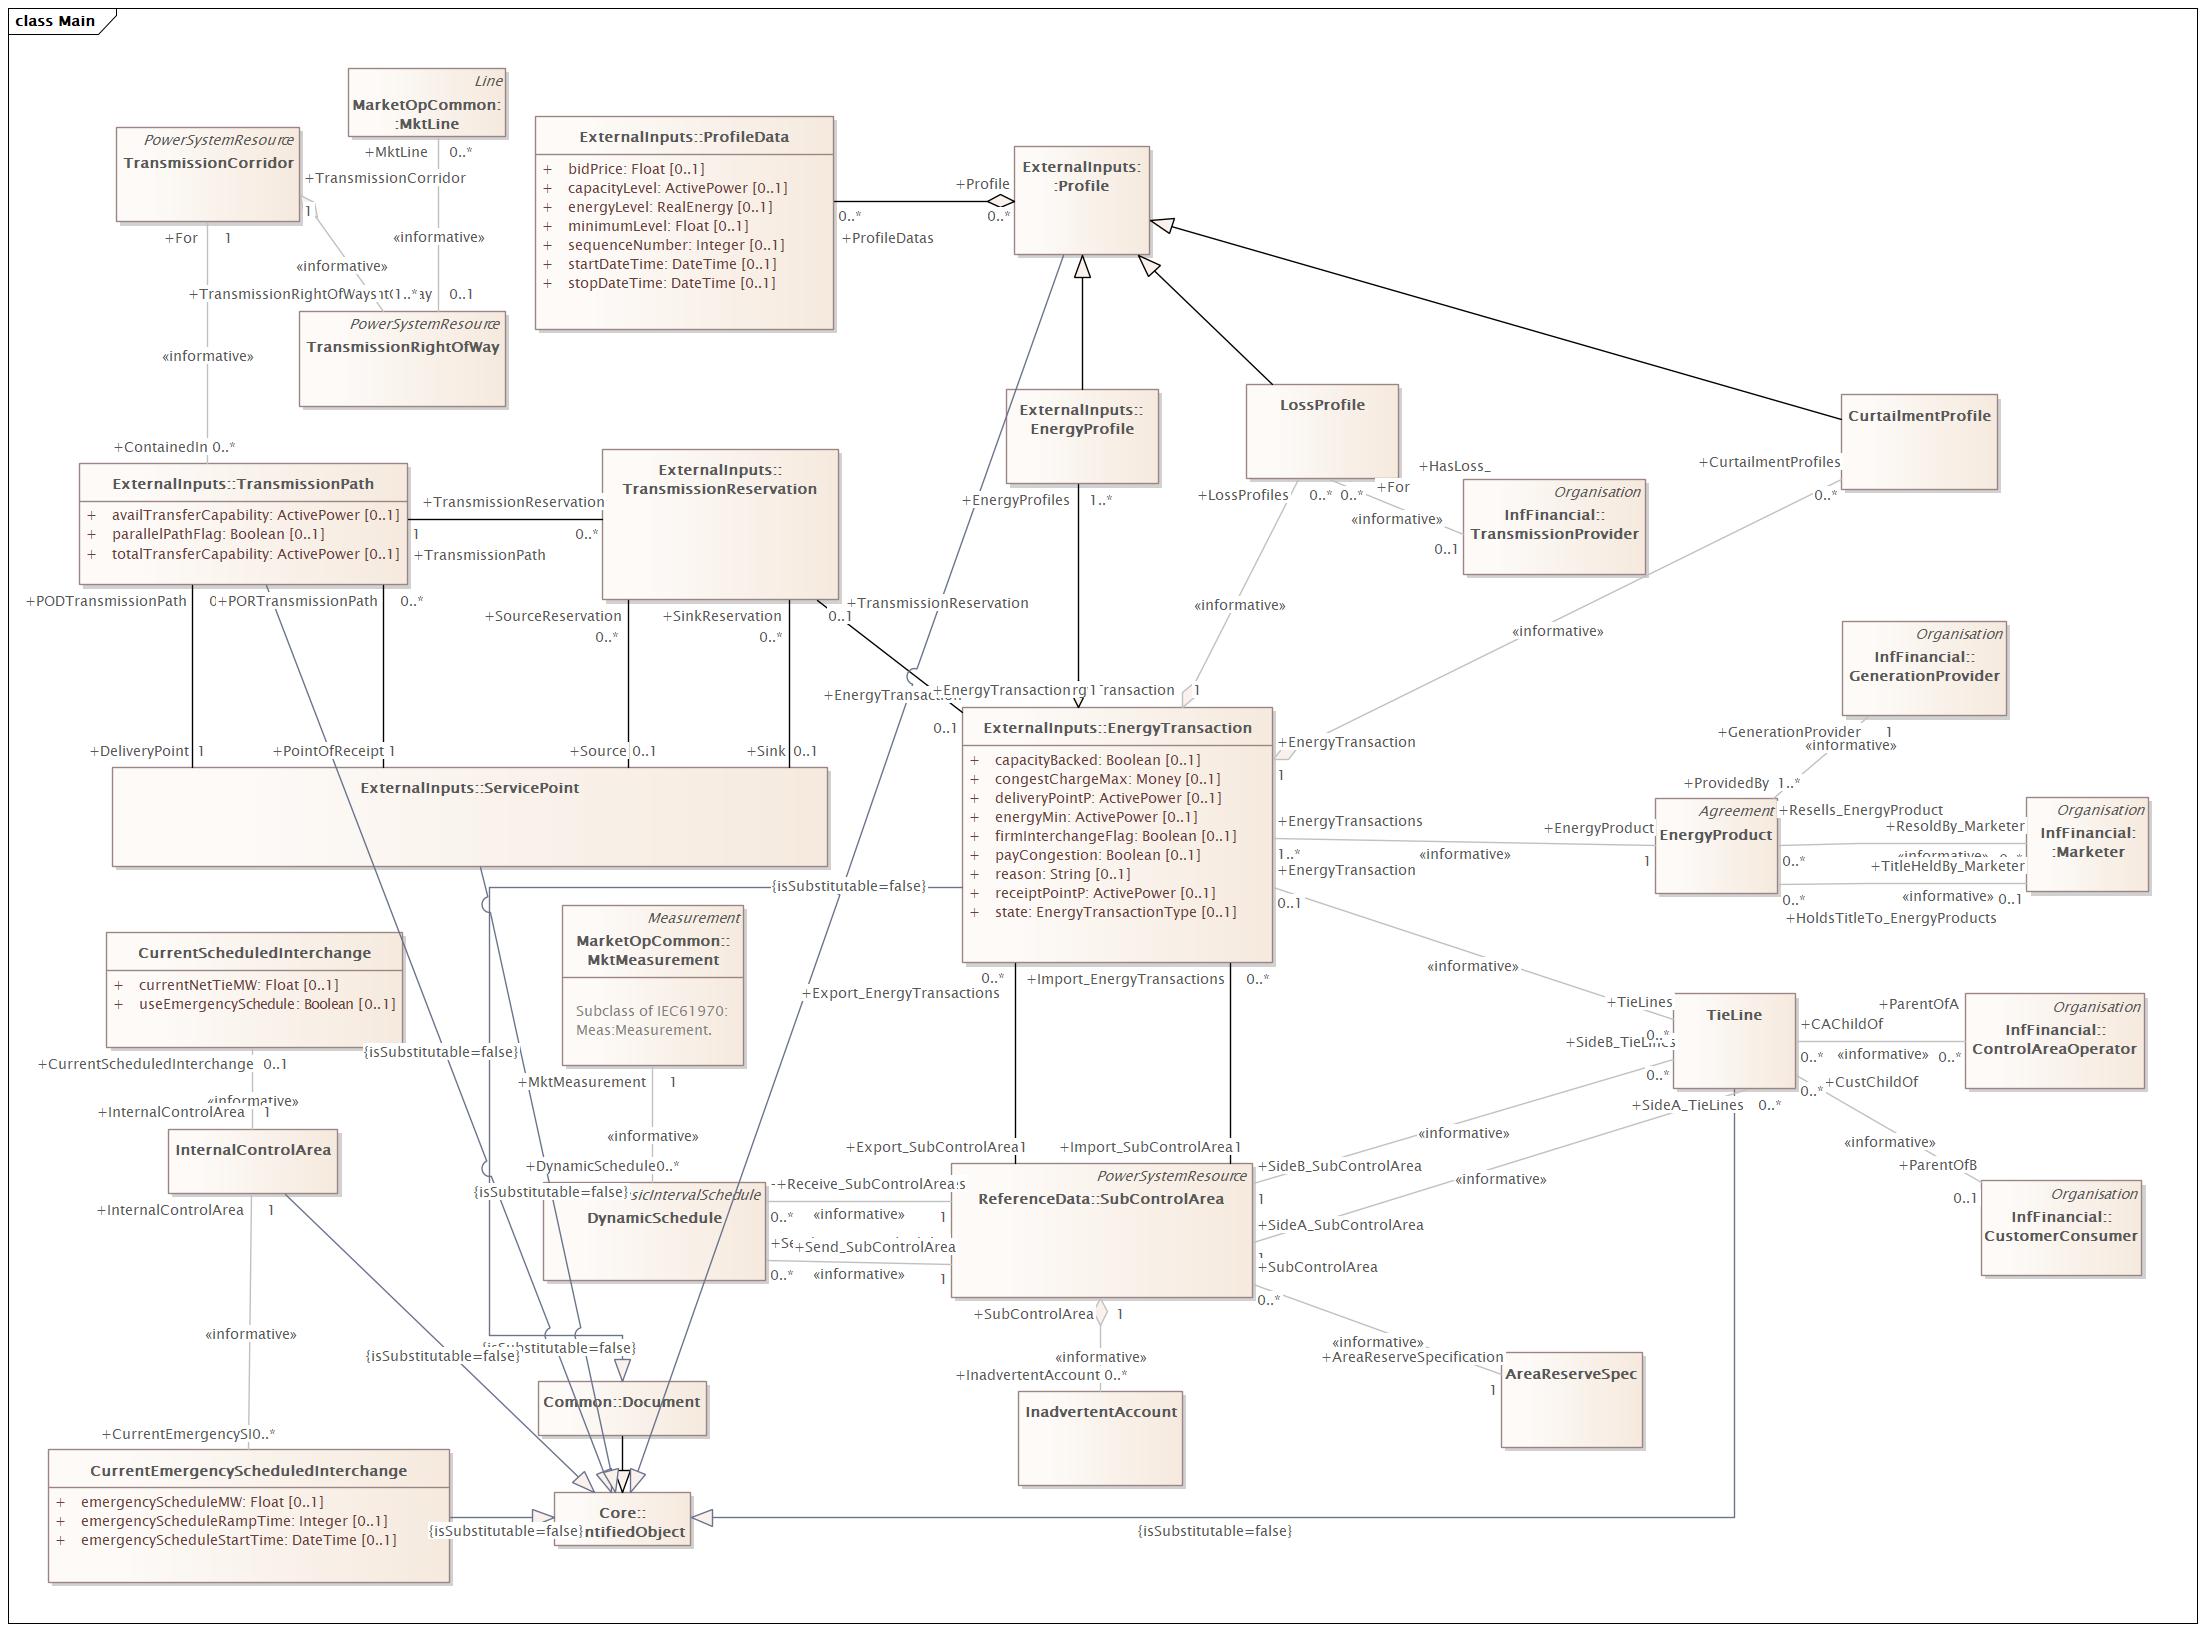 class Main
Line
MarketOpCommon:
:MktLine
+MktLine 0..*
PowerSystemResource
TransmissionCorridor
+TransmissionCorridor
1
+For 1
«informative»
«informative»
+TransmissionRightOfWays 1..* 0..1
PowerSystemResource
TransmissionRightOfWay
«informative»
+ContainedIn 0..*
ExternalInputs::ProfileData
+ bidPrice: Float [0..1]
+ capacityLevel: ActivePower [0..1]
+ energyLevel: RealEnergy [0..1]
+ minimumLevel: Float [0..1]
+ sequenceNumber: Integer [0..1]
+ startDateTime: DateTime [0..1]
+ stopDateTime: DateTime [0..1]
+Profile
0..* 0..*
+ProfileDatas
ExternalInputs:
:Profile
ExternalInputs::
EnergyProfile
+EnergyProfiles 1..*
LossProfile
+LossProfiles 0..* 0..* +For
+HasLoss_
«informative»
0..1
Organisation
InfFinancial::
TransmissionProvider
CurtailmentProfile
+CurtailmentProfiles
0..*
«informative»
«informative»
ExternalInputs::TransmissionPath
+ availTransferCapability: ActivePower [0..1]
+ parallelPathFlag: Boolean [0..1]
+ totalTransferCapability: ActivePower [0..1]
+TransmissionReservation
1 0..*
+TransmissionPath
ExternalInputs::
TransmissionReservation
+PODTransmissionPath +PORTransmissionPath 0..*
+SourceReservation
0..*
+SinkReservation
0..*
+TransmissionReservation
0..1
+DeliveryPoint 1
+PointOfReceipt 1
+Source 0..1
+Sink 0..1
ExternalInputs::ServicePoint
+EnergyTransaction 1 1
0..1
ExternalInputs::EnergyTransaction
+ capacityBacked: Boolean [0..1]
+ congestChargeMax: Money [0..1]
+ deliveryPointP: ActivePower [0..1]
+ energyMin: ActivePower [0..1]
+ firmInterchangeFlag: Boolean [0..1]
+ payCongestion: Boolean [0..1]
+ reason: String [0..1]
+ receiptPointP: ActivePower [0..1]
+ state: EnergyTransactionType [0..1]
+EnergyTransaction
1
+EnergyTransactions
1..*
+EnergyTransaction
0..1
«informative»
+EnergyProduct
1
Organisation
InfFinancial::
GenerationProvider
+GenerationProvider 1
«informative»
+ProvidedBy 1..*
Agreement
EnergyProduct
+Resells_EnergyProduct
+ResoldBy_Marketer
0..* «informative» 0..*
+TitleHeldBy_Marketer
0..* «informative» 0..1
+HoldsTitleTo_EnergyProducts
Organisation
InfFinancial:
:Marketer
{isSubstitutable=false}
«informative»
0..* +Import_EnergyTransactions 0..*
+Export_EnergyTransactions
+TieLines
0..*
+SideB_TieLines
0..*
TieLine
+SideA_TieLines 0..*
+CAChildOf
+ParentOfA
0..* «informative» 0..*
Organisation
InfFinancial::
ControlAreaOperator
0..* +CustChildOf
«informative»
+ParentOfB
0..1
Organisation
InfFinancial::
CustomerConsumer
CurrentScheduledInterchange
+ currentNetTieMW: Float [0..1]
+ useEmergencySchedule: Boolean [0..1]
+CurrentScheduledInterchange 0..1
«informative»
+InternalControlArea 1
InternalControlArea
+InternalControlArea 1
«informative»
{isSubstitutable=false}
Measurement
MarketOpCommon::
MktMeasurement
Subclass of IEC61970:
Meas:Measurement.
+MktMeasurement 1
«informative»
+DynamicSchedule 0..*
{isSubstitutable=false}
DynamicSchedule
+Receive_SubControlArea
0..* «informative» 1
+Send_SubControlArea
0..* «informative» 1
+Export_SubControlArea 1
+Import_SubControlArea 1
PowerSystemResource
ReferenceData::SubControlArea
+SideB_SubControlArea
1
«informative»
«informative»
+SideA_SubControlArea
1
+SubControlArea
0..*
+SubControlArea 1
«informative»
+InadvertentAccount 0..*
InadvertentAccount
«informative»
+AreaReserveSpecification
1
AreaReserveSpec
{isSubstitutable=false}
{isSubstitutable=false}
Common::Document
+CurrentEmergencyS 0..*
CurrentEmergencyScheduledInterchange
+ emergencyScheduleMW: Float [0..1]
+ emergencyScheduleRampTime: Integer [0..1]
+ emergencyScheduleStartTime: DateTime [0..1]
{isSubstitutable=false}
Core::
ntifiedObject
{isSubstitutable=false}